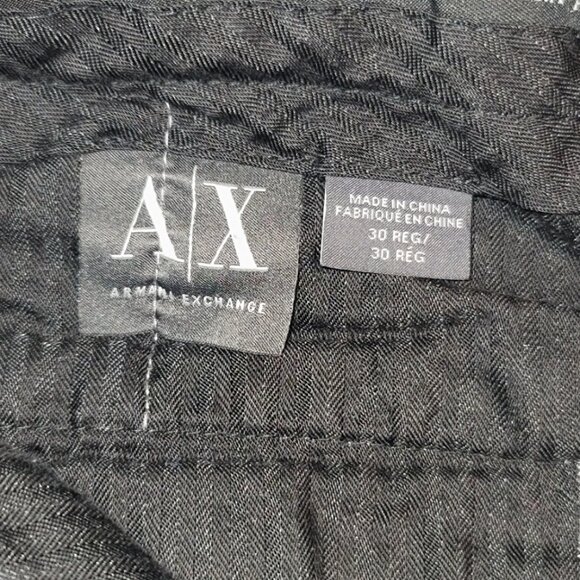 A|X
ARMANI EXCHANGE
MADE IN CHINA
FABRIQUÉ EN CHINE
30 REG/
30 RÉG